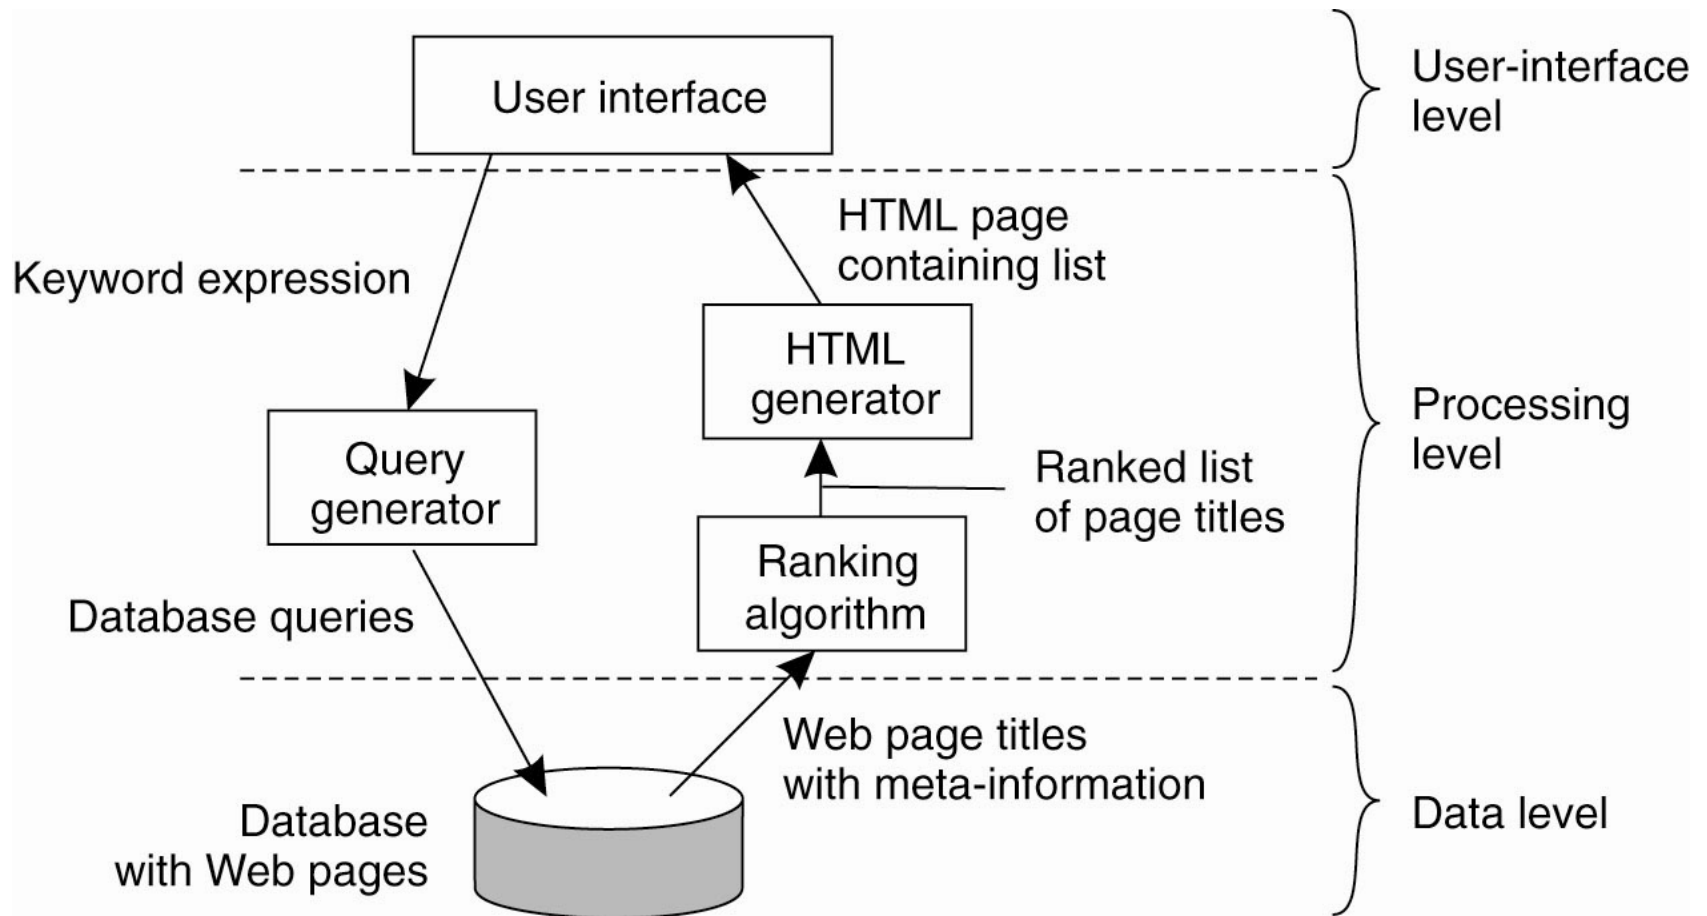 User interface
User-interface
level
HTML page
containing list
Keyword expression
HTML
generator
Processing
level
Query
generator
Ranked list
of page titles
Ranking
algorithm
Database queries
Web page titles
with meta-information
Database
with Web pages
Data level